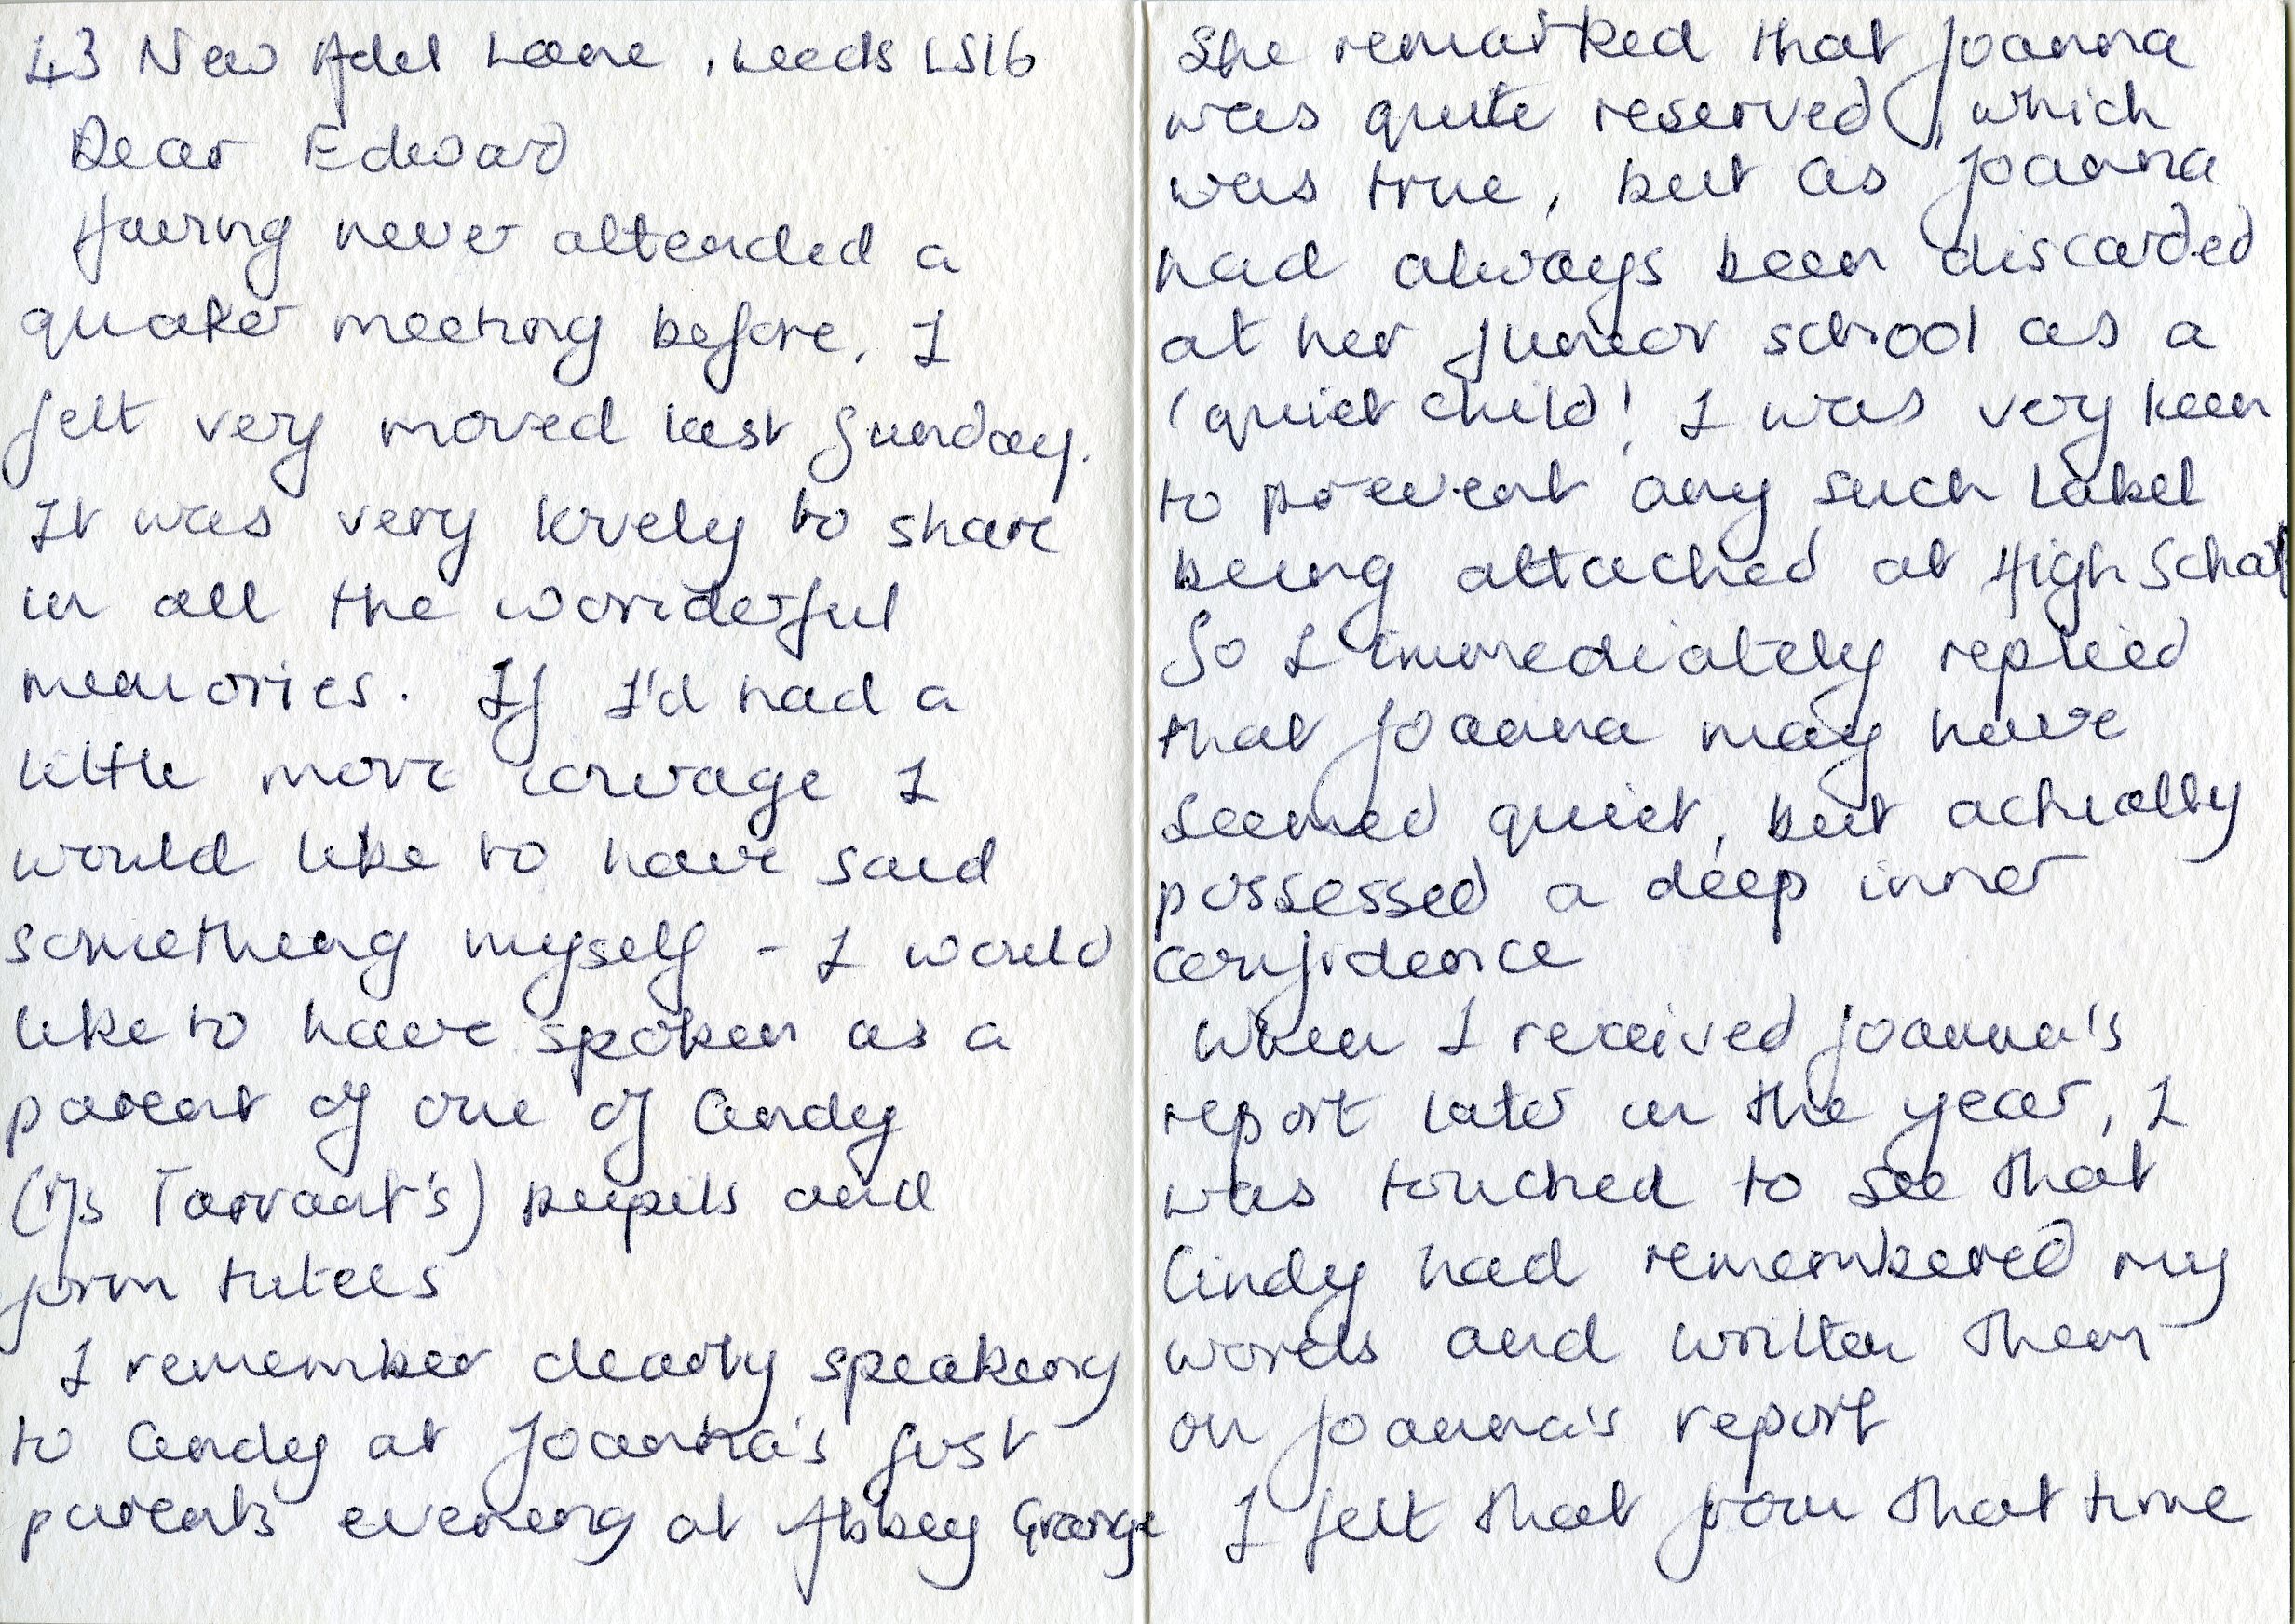 43 New Adel Lane, Leeds LS16
Dear Edward
Having never attended a
quaker meeting before, I
felt very moved last Sunday.
It was very lovely to share
in all the wonderful
memories. If I'd had a
little more courage I
would like to have said
something myself - I would
like to have spoken as a
parent of one of Cindy
(Ms Tarrant's) pupils and
form tutees
I remember clearly speaking
to Cindy at Joanna's first
parents evening at Abbey Grange
She remarked that Joanna
was quite reserved, which
was true, but as Joanna
had always been discarded
at her junior school as a
'quiet child', I was very keen
to prevent any such label
being attached at High School
So I immediately replied
that Joanna may have
seemed quiet, but actually
possessed a deep inner
confidence
When I received Joanna's
report later in the year, I
was touched to see that
Cindy had remembered my
words and written them
on Joanna's report
I felt that from that time